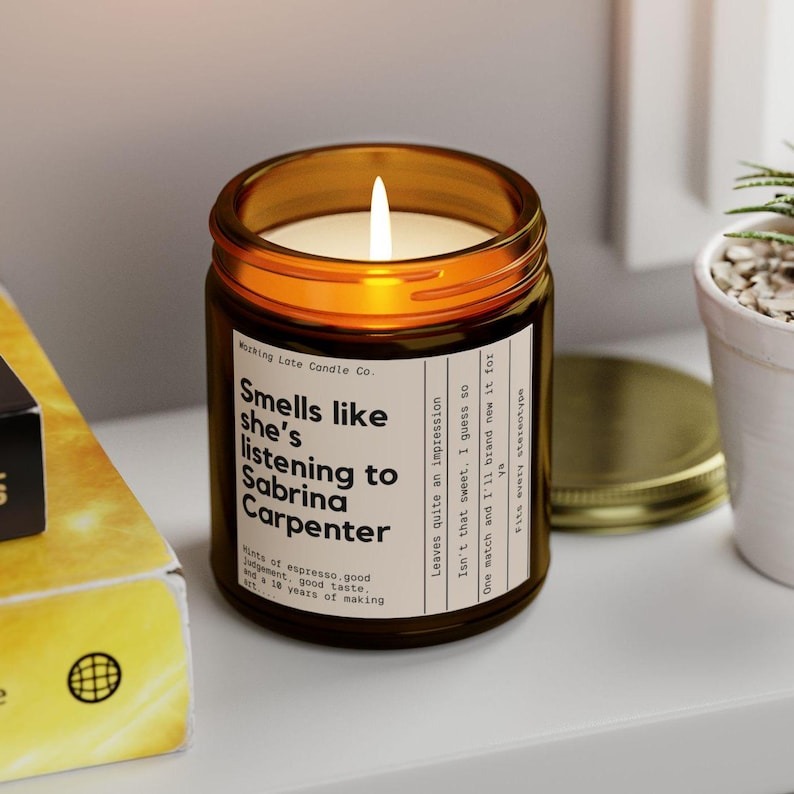 Working Late Candle Co.
Smells like
she's
listening to
Sabrina
Carpenter
Hints of espresso,good
judgement, good taste,
and a 10 years of making
art....
Leaves quite an impression
Isn't that sweet, I guess so
One match and I'll brand new it for
ya
Fits every stereotype